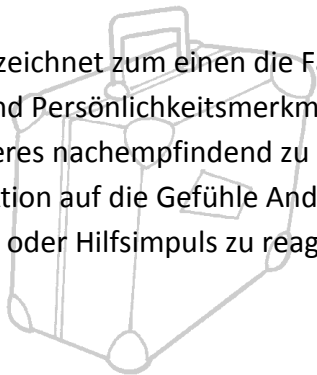 zeichnet zum einen die F
nd Persönlichkeitsmerkm
eres nachempfindend zu
tion auf die Gefühle And
oder Hilfsimpuls zu reag